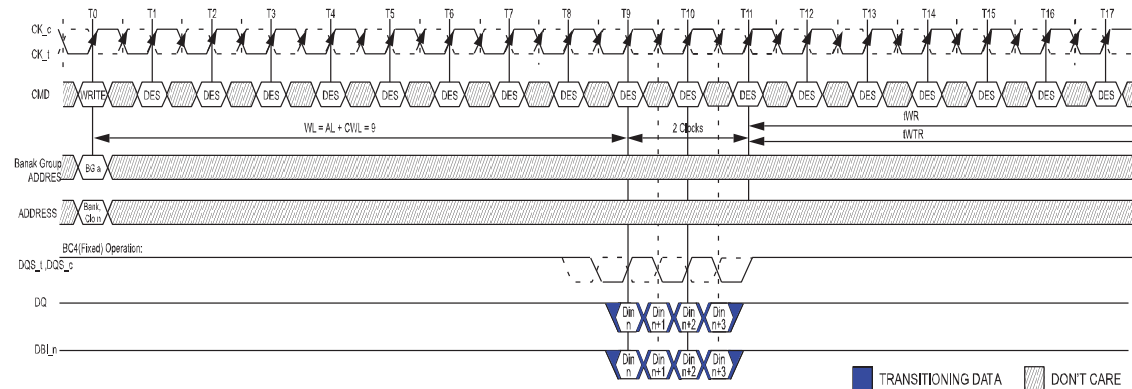 T0 T1 T2 T3 T4 T5 T6 T7 T8 T9 T10 T11 T12 T13 T14 T15 T16 T17
CK_c
CK_t
CMD WRITE DES DES DES DES DES DES DES DES DES DES DES DES DES DES DES DES DES
tWR
WL = AL + CWL = 9 2 Clocks
tWTR
Banak Group
ADDRES
BG a
ADDRESS
Bank,
Clo n
BC4(Fixed) Operation:
DQS_t ,DQS_c
DQ
Din Din Din Din
n n+1 n+2 n+3
DBI_n
Din Din Din Din
n n+1 n+2 n+3
TRANSITIONING DATA DON'T CARE